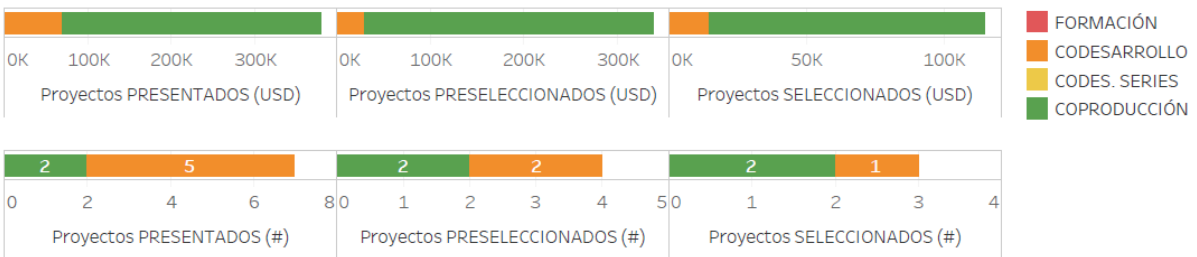 0K 100K 200K 300K
Proyectos PRESENTADOS (USD)
0K 100K 200K 300K
Proyectos PRESELECCIONADOS (USD)
0K 50K 100K
Proyectos SELECCIONADOS (USD)
FORMACIÓN
CODESARROLLO
CODES. SERIES
COPRODUCCIÓN
2 5
0 2 4 6 8
Proyectos PRESENTADOS (#)
2 2
0 1 2 3 4 5
Proyectos PRESELECCIONADOS (#)
2 1
0 1 2 3 4
Proyectos SELECCIONADOS (#)